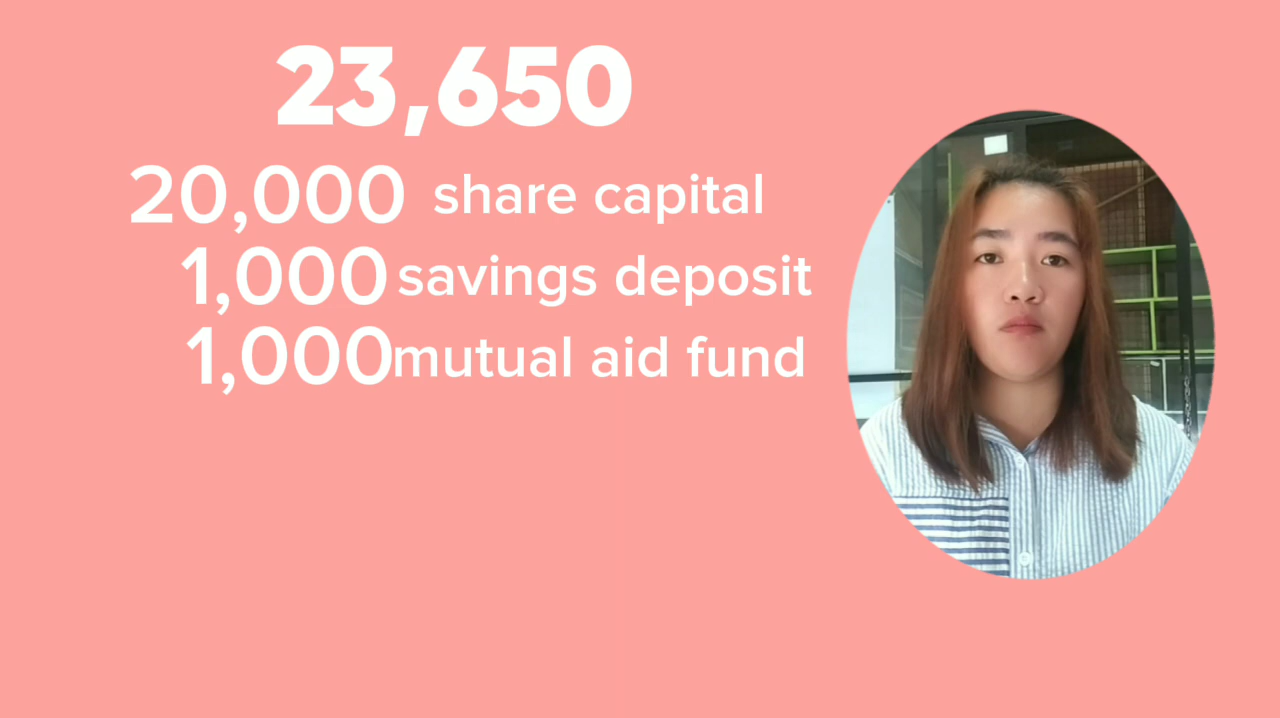 23,650
20,000 share capital
1,000 savings deposit
1,000 mutual aid fund